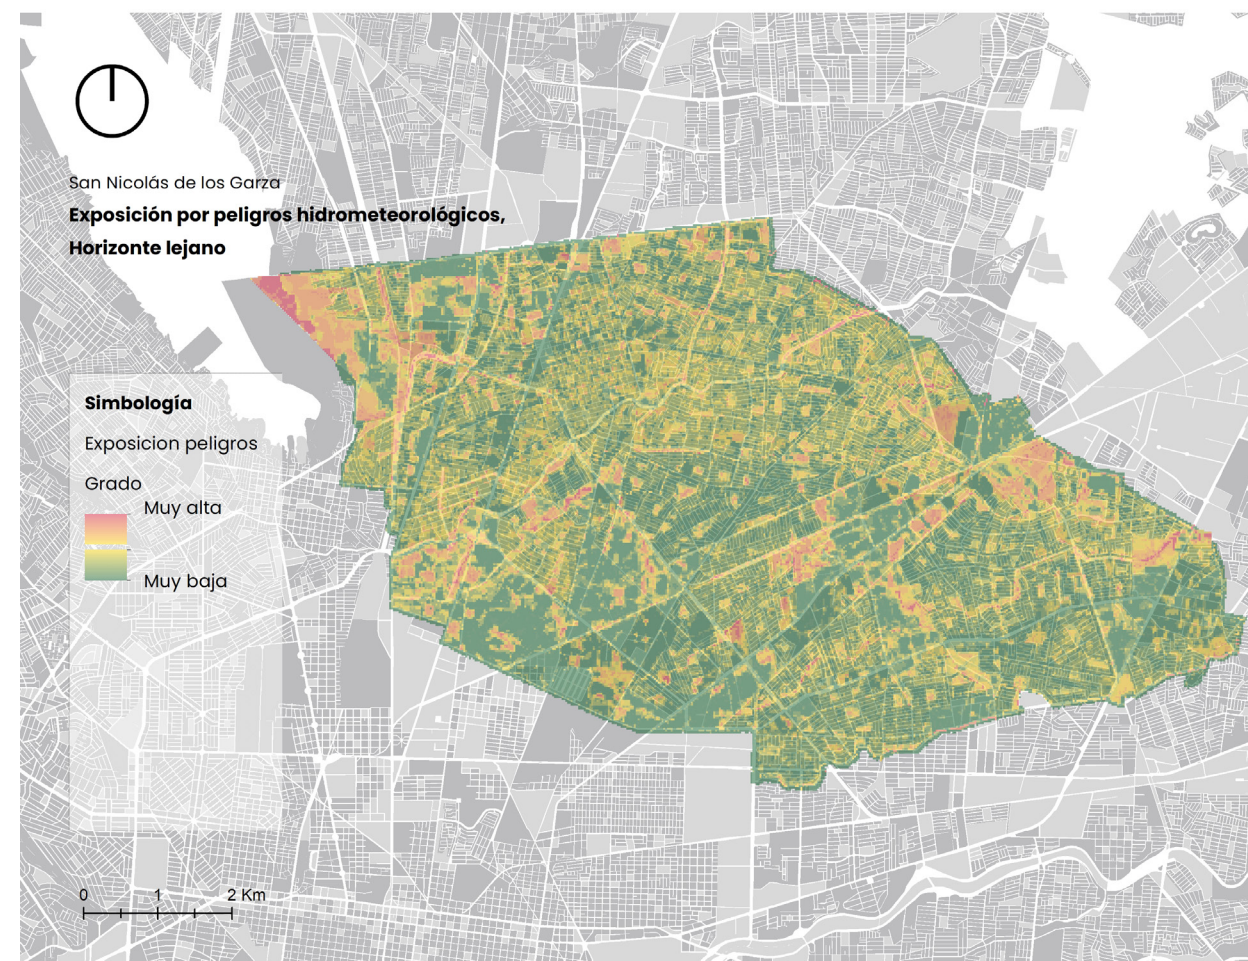 San Nicolás de los Garza
Exposición por peligros hidrometeorológicos,
Horizonte lejano
Simbología
Exposicion peligros
Grado
Muy alta
Muy baja
0 1 2 Km